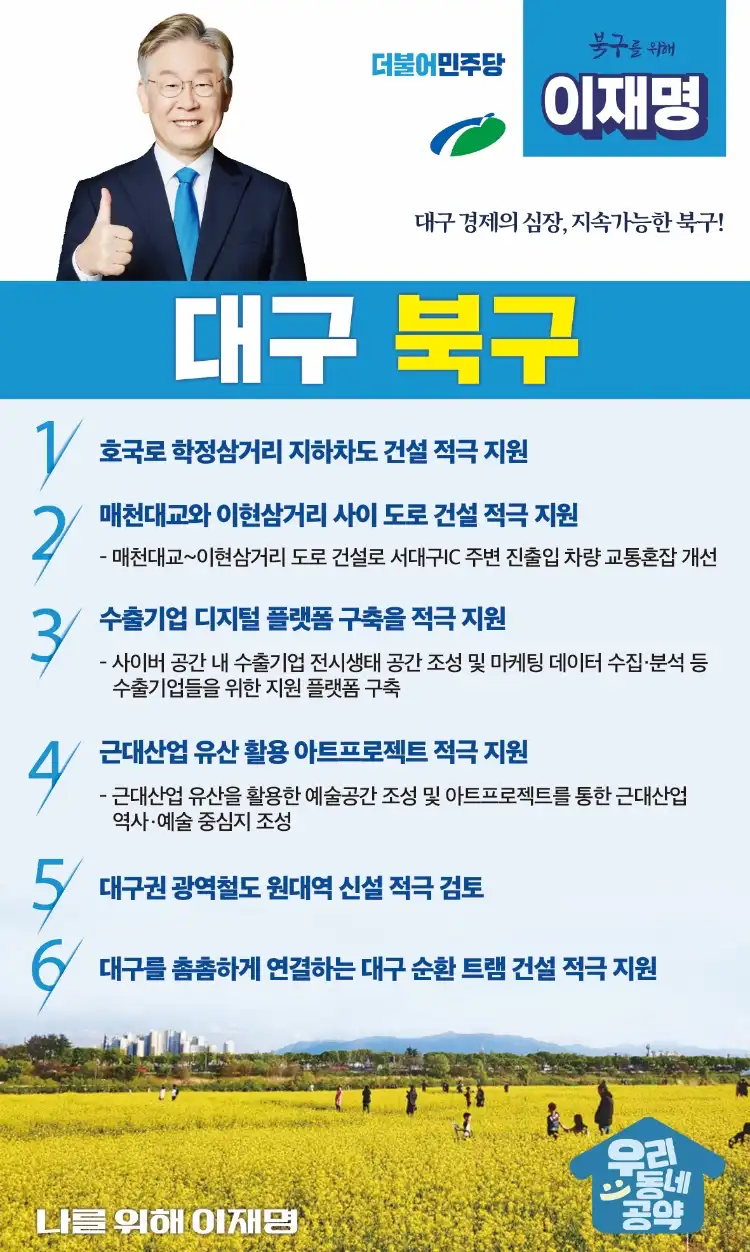 더불어민주당
북구를 위해
이재명
대구 경제의 심장, 지속가능한 북구!
대구 북구
1 호국로 학정삼거리 지하차도 건설 적극 지원
2 매천대교와 이현삼거리 사이 도로 건설 적극 지원
- 매천대교~이현삼거리 도로 건설로 서대구IC 주변 진출입 차량 교통혼잡 개선
3 수출기업 디지털 플랫폼 구축을 적극 지원
- 사이버 공간 내 수출기업 전시생태 공간 조성 및 마케팅 데이터 수집·분석 등
수출기업들을 위한 지원 플랫폼 구축
4 근대산업 유산 활용 아트프로젝트 적극 지원
- 근대산업 유산을 활용한 예술공간 조성 및 아트프로젝트를 통한 근대산업
역사·예술 중심지 조성
5 대구권 광역철도 원대역 신설 적극 검토
6 대구를 촘촘하게 연결하는 대구 순환 트램 건설 적극 지원
나를 위해 이재명
우리
동네
공약